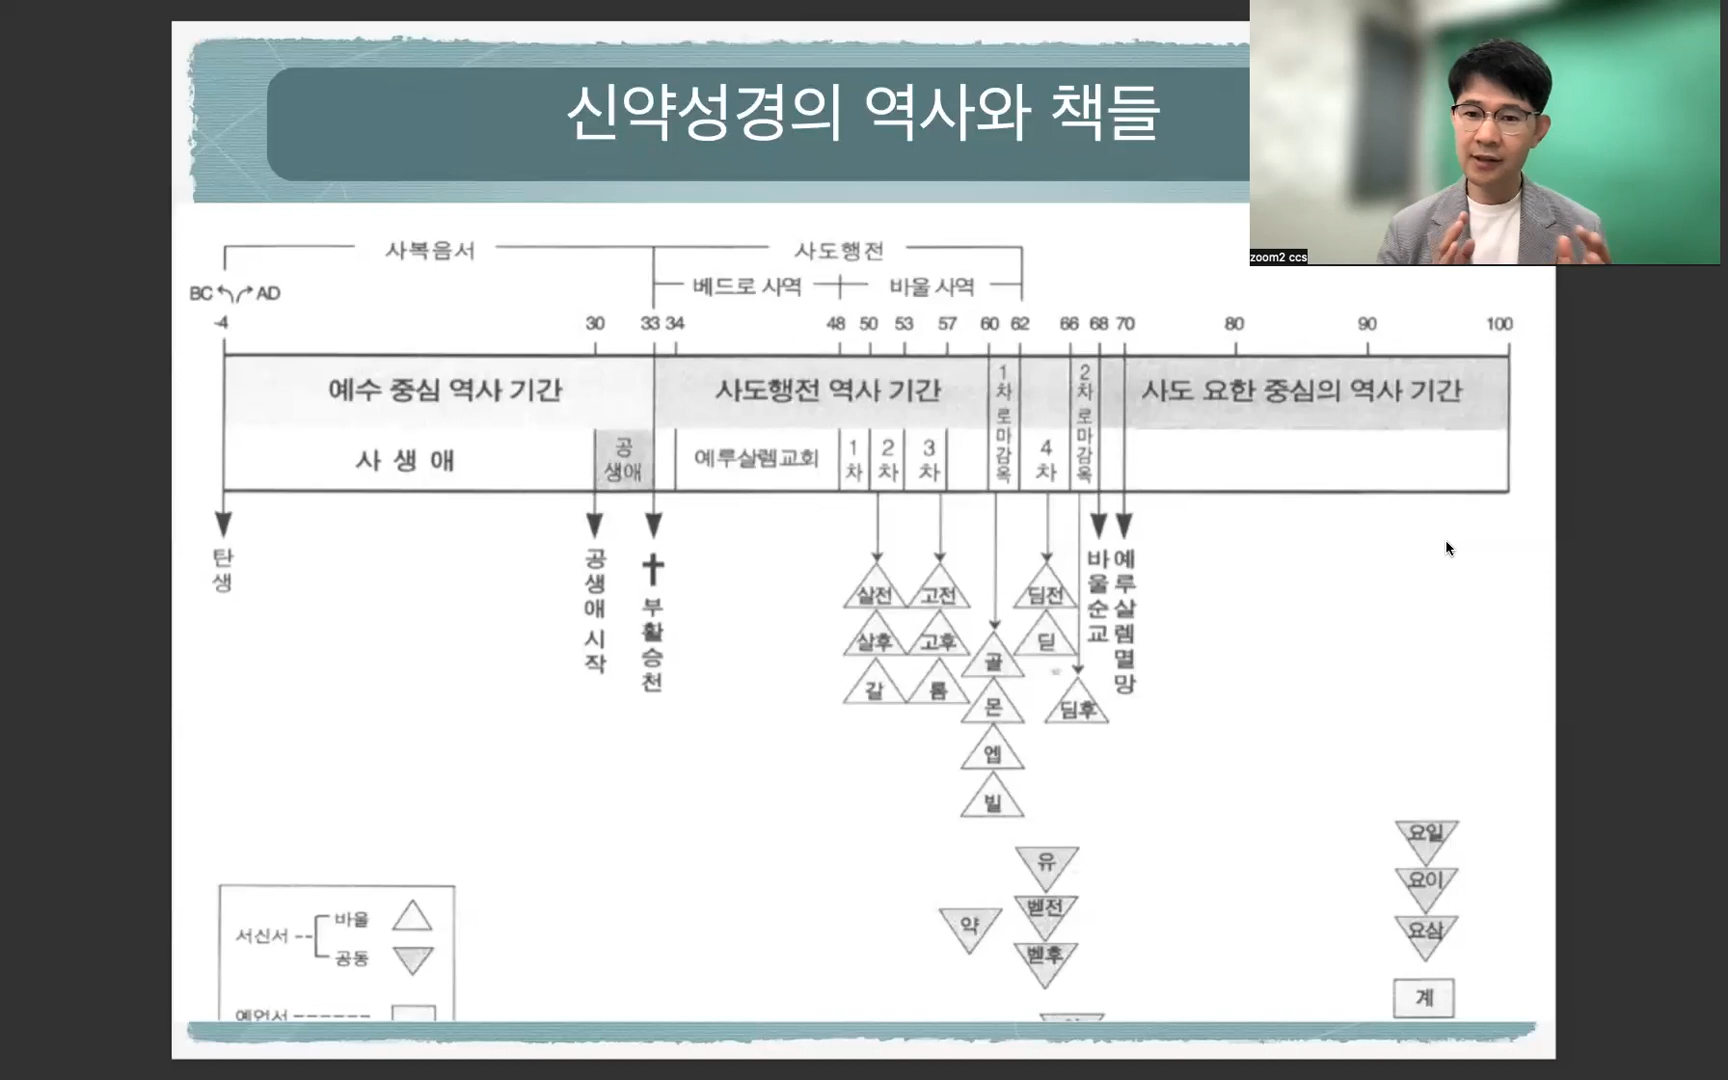 신약성경의 역사와 책들
zoom2 ccs
사복음서
사도행전
베드로 사역
바울 사역
BC AD
-4 30 33 34 48 50 53 57 60 62 66 68 70 80 90 100
예수 중심 역사 기간
사도행전 역사 기간
1차 로마감옥
2차 로마감옥
사도 요한 중심의 역사 기간
사 생 애
공생애
예루살렘교회
1차
2차
3차
4차
탄생
공생애 시작
부활승천
바울순교
예루살렘멸망
살전
살후
갈
고전
고후
롬
골
몬
엡
빌
딤전
딛
딤후
유
벧전
벧후
약
요일
요이
요삼
계
서신서 -- 바울
공동
예언서 ------